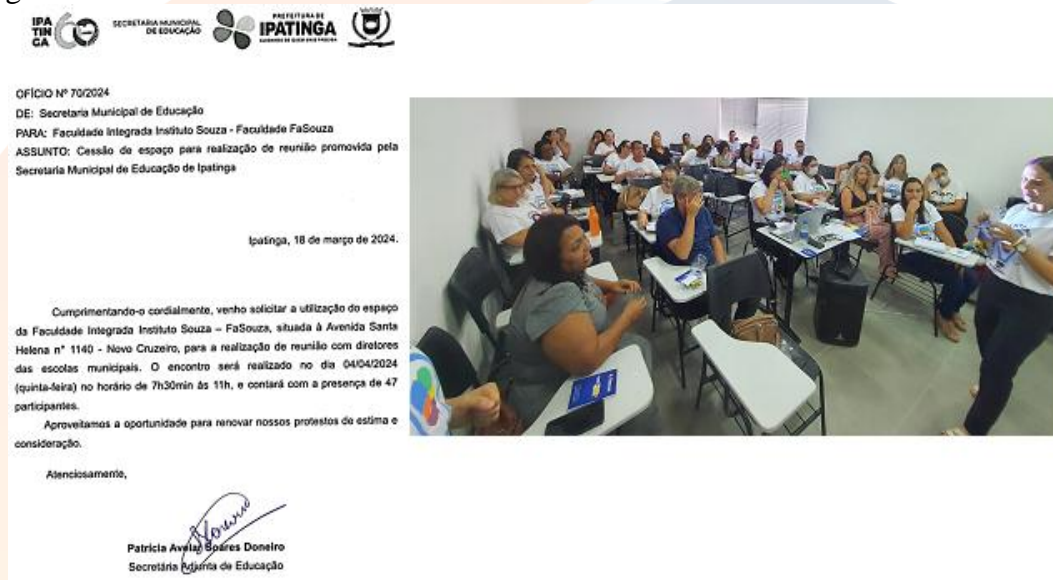 IPA
TIN
GA
60
SECRETARIA MUNICIPAL
DE EDUCAÇÃO
PREFEITURA DE
IPATINGA
OFÍCIO Nº 70/2024
DE: Secretaria Municipal de Educação
PARA: Faculdade Integrada Instituto Souza - Faculdade FaSouza
ASSUNTO: Cessão de espaço para realização de reunião promovida pela
Secretaria Municipal de Educação de Ipatinga
Ipatinga, 18 de março de 2024.
Cumprimentando-o cordialmente, venho solicitar a utilização do espaço
da Faculdade Integrada Instituto Souza – FaSouza, situada à Avenida Santa
Helena n° 1140 - Novo Cruzeiro, para a realização de reunião com diretores
das escolas municipais. O encontro será realizado no dia 04/04/2024
(quinta-feira) no horário de 7h30min às 11h, e contará com a presença de 47
participantes.
Aproveitamos a oportunidade para renovar nossos protestos de estima e
consideração.
Atenciosamente,
Patrícia Avelar Soares Doneiro
Secretária Adjunta de Educação